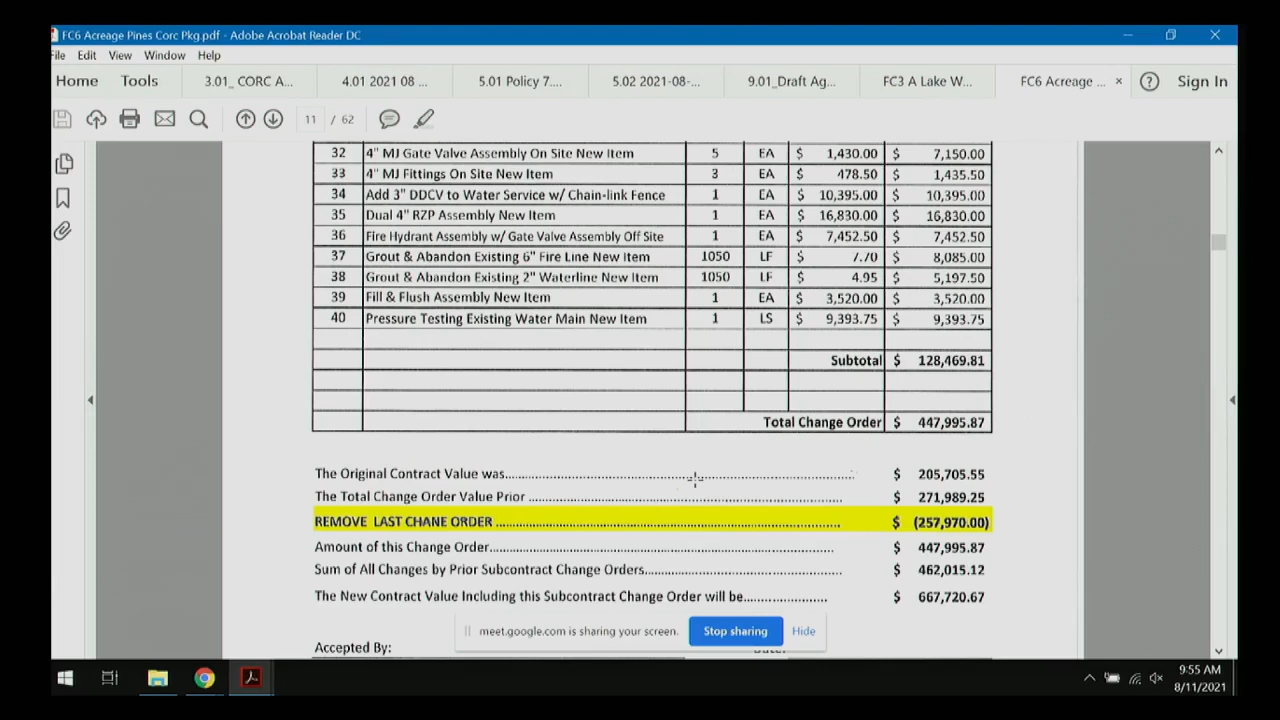 FC6 Acreage Pines Corc Pkg.pdf - Adobe Acrobat Reader DC
File Edit View Window Help
Home Tools 3.01_ CORC A... 4.01 2021 08 ... 5.01 Policy 7.... 5.02 2021-08-... 9.01_Draft Ag... FC3 A Lake W... FC6 Acreage ... × Sign In
11 / 62
32 4" MJ Gate Valve Assembly On Site New Item 5 EA $ 1,430.00 $ 7,150.00
33 4" MJ Fittings On Site New Item 3 EA $ 478.50 $ 1,435.50
34 Add 3" DDCV to Water Service w/ Chain-link Fence 1 EA $ 10,395.00 $ 10,395.00
35 Dual 4" RZP Assembly New Item 1 EA $ 16,830.00 $ 16,830.00
36 Fire Hydrant Assembly w/ Gate Valve Assembly Off Site 1 EA $ 7,452.50 $ 7,452.50
37 Grout & Abandon Existing 6" Fire Line New Item 1050 LF $ 7.70 $ 8,085.00
38 Grout & Abandon Existing 2" Waterline New Item 1050 LF $ 4.95 $ 5,197.50
39 Fill & Flush Assembly New Item 1 EA $ 3,520.00 $ 3,520.00
40 Pressure Testing Existing Water Main New Item 1 LS $ 9,393.75 $ 9,393.75
Subtotal $ 128,469.81
Total Change Order $ 447,995.87
The Original Contract Value was........ $ 205,705.55
The Total Change Order Value Prior ........ $ 271,989.25
REMOVE LAST CHANE ORDER ........ $ (257,970.00)
Amount of this Change Order........ $ 447,995.87
Sum of All Changes by Prior Subcontract Change Orders........ $ 462,015.12
The New Contract Value Including this Subcontract Change Order will be........ $ 667,720.67
meet.google.com is sharing your screen. Stop sharing Hide
Accepted By:
9:55 AM
8/11/2021